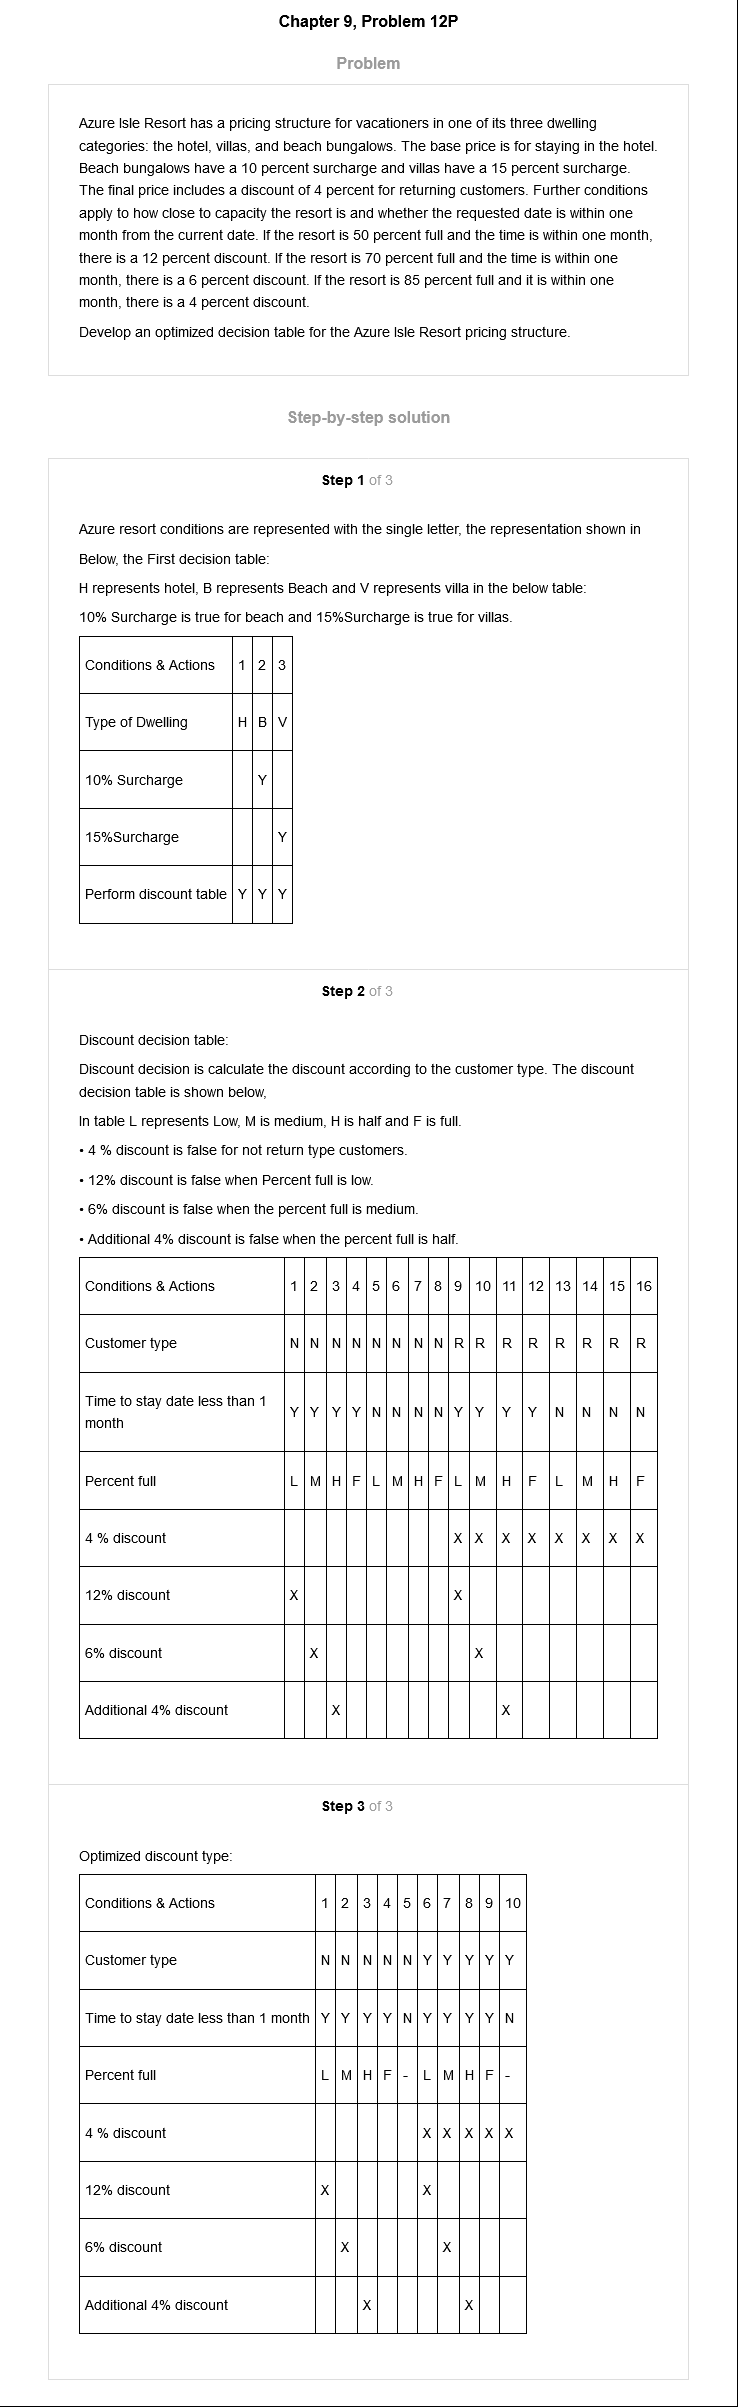 Chapter 9, Problem 12P
Problem
Azure Isle Resort has a pricing structure for vacationers in one of its three dwelling
categories: the hotel, villas, and beach bungalows. The base price is for staying in the hotel.
Beach bungalows have a 10 percent surcharge and villas have a 15 percent surcharge.
The final price includes a discount of 4 percent for returning customers. Further conditions
apply to how close to capacity the resort is and whether the requested date is within one
month from the current date. If the resort is 50 percent full and the time is within one month,
there is a 12 percent discount. If the resort is 70 percent full and the time is within one
month, there is a 6 percent discount. If the resort is 85 percent full and it is within one
month, there is a 4 percent discount.
Develop an optimized decision table for the Azure Isle Resort pricing structure.
Step-by-step solution
Step 1 of 3
Azure resort conditions are represented with the single letter, the representation shown in
Below, the First decision table:
H represents hotel, B represents Beach and V represents villa in the below table:
10% Surcharge is true for beach and 15%Surcharge is true for villas.
Conditions & Actions 1 2 3
Type of Dwelling H B V
10% Surcharge Y
15%Surcharge Y
Perform discount table Y Y Y
Step 2 of 3
Discount decision table:
Discount decision is calculate the discount according to the customer type. The discount
decision table is shown below,
In table L represents Low, M is medium, H is half and F is full.
• 4 % discount is false for not return type customers.
• 12% discount is false when Percent full is low.
• 6% discount is false when the percent full is medium.
• Additional 4% discount is false when the percent full is half.
Conditions & Actions 1 2 3 4 5 6 7 8 9 10 11 12 13 14 15 16
Customer type N N N N N N N N R R R R R R R R
Time to stay date less than 1
month Y Y Y Y N N N N Y Y Y Y N N N N
Percent full L M H F L M H F L M H F L M H F
4 % discount X X X X X X X X
12% discount X X
6% discount X X
Additional 4% discount X X
Step 3 of 3
Optimized discount type:
Conditions & Actions 1 2 3 4 5 6 7 8 9 10
Customer type N N N N N Y Y Y Y Y
Time to stay date less than 1 month Y Y Y Y N Y Y Y Y N
Percent full L M H F - L M H F -
4 % discount X X X X X
12% discount X X
6% discount X X
Additional 4% discount X X